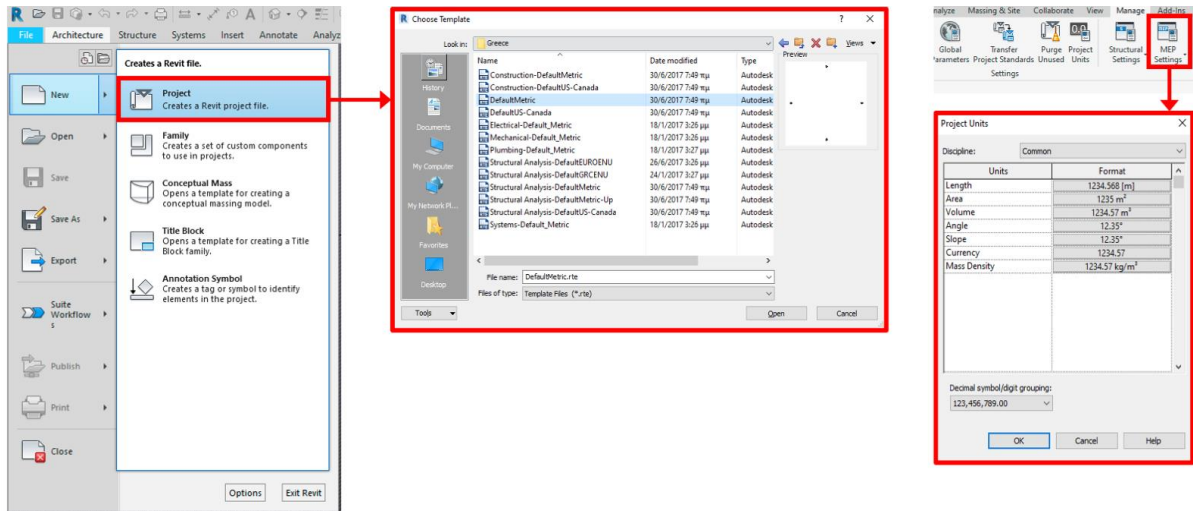 File Architecture Structure Systems Insert Annotate Analyz
Creates a Revit file.
New
Project
Creates a Revit project file.
Open
Family
Creates a set of custom components
to use in projects.
Save
Conceptual Mass
Opens a template for creating a
conceptual massing model.
Save As
Title Block
Opens a template for creating a Title
Block family.
Export
Annotation Symbol
Creates a tag or symbol to identify
elements in the project.
Suite
Workflow
s
Publish
Print
Close
Options Exit Revit
Choose Template
Look in: Greece Views
Name Date modified Type Preview
History
Documents
My Computer
My Network Pl...
Favorites
Desktop
Construction-DefaultMetric 30/6/2017 7:49 πμ Autodesk
Construction-DefaultUS-Canada 30/6/2017 7:49 πμ Autodesk
DefaultMetric 30/6/2017 7:49 πμ Autodesk
DefaultUS-Canada 30/6/2017 7:49 πμ Autodesk
Electrical-Default_Metric 18/1/2017 3:26 μμ Autodesk
Mechanical-Default_Metric 18/1/2017 3:26 μμ Autodesk
Plumbing-Default_Metric 18/1/2017 3:27 μμ Autodesk
Structural Analysis-DefaultEUROENU 26/6/2017 3:26 μμ Autodesk
Structural Analysis-DefaultGRCENU 24/1/2017 3:27 μμ Autodesk
Structural Analysis-DefaultMetric 30/6/2017 7:49 πμ Autodesk
Structural Analysis-DefaultMetric-Up 30/6/2017 7:49 πμ Autodesk
Structural Analysis-DefaultUS-Canada 30/6/2017 7:49 πμ Autodesk
Systems-Default_Metric 18/1/2017 3:26 μμ Autodesk
File name: DefaultMetric.rte
Files of type: Template Files (*.rte)
Tools Open Cancel
nalyze Massing & Site Collaborate View Manage Add-Ins
Global Transfer Purge Project Structural MEP
Parameters Project Standards Unused Units Settings Settings
Settings
Project Units
Discipline: Common
Units Format
Length 1234.568 [m]
Area 1235 m²
Volume 1234.57 m³
Angle 12.35°
Slope 12.35°
Currency 1234.57
Mass Density 1234.57 kg/m³
Decimal symbol/digit grouping:
123,456,789.00
OK Cancel Help